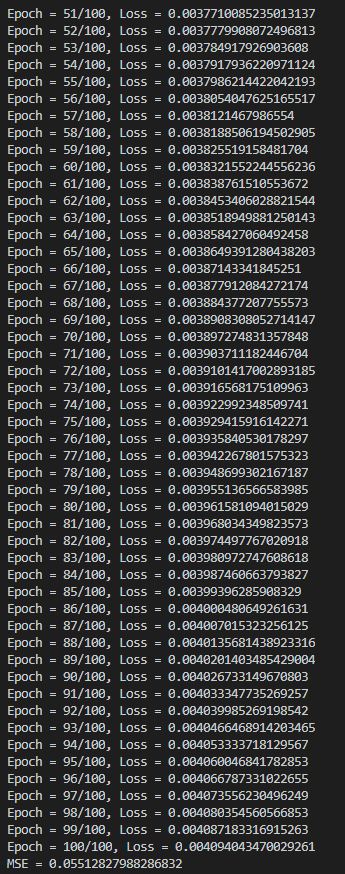 Epoch = 51/100, Loss = 0.0037710085235013137
Epoch = 52/100, Loss = 0.0037779908072496813
Epoch = 53/100, Loss = 0.003784917926903608
Epoch = 54/100, Loss = 0.0037917936220971124
Epoch = 55/100, Loss = 0.0037986214422042193
Epoch = 56/100, Loss = 0.0038054047625165517
Epoch = 57/100, Loss = 0.0038121467986554
Epoch = 58/100, Loss = 0.0038188506194502905
Epoch = 59/100, Loss = 0.003825519158481704
Epoch = 60/100, Loss = 0.0038321552244556236
Epoch = 61/100, Loss = 0.003838761510553672
Epoch = 62/100, Loss = 0.0038453406028821544
Epoch = 63/100, Loss = 0.0038518949881250143
Epoch = 64/100, Loss = 0.003858427060492458
Epoch = 65/100, Loss = 0.0038649391280438203
Epoch = 66/100, Loss = 0.00387143341845251
Epoch = 67/100, Loss = 0.003877912084272174
Epoch = 68/100, Loss = 0.003884377207755573
Epoch = 69/100, Loss = 0.0038908308052714147
Epoch = 70/100, Loss = 0.003897274831357848
Epoch = 71/100, Loss = 0.003903711182446704
Epoch = 72/100, Loss = 0.0039101417002893185
Epoch = 73/100, Loss = 0.003916568175109963
Epoch = 74/100, Loss = 0.003922992348509741
Epoch = 75/100, Loss = 0.003929415916142271
Epoch = 76/100, Loss = 0.003935840530178297
Epoch = 77/100, Loss = 0.003942267801575323
Epoch = 78/100, Loss = 0.003948699302167187
Epoch = 79/100, Loss = 0.003955136566583985
Epoch = 80/100, Loss = 0.003961581094015029
Epoch = 81/100, Loss = 0.003968034349823573
Epoch = 82/100, Loss = 0.003974497767020918
Epoch = 83/100, Loss = 0.003980972747608618
Epoch = 84/100, Loss = 0.003987460663793827
Epoch = 85/100, Loss = 0.00399396285908329
Epoch = 86/100, Loss = 0.004000480649261631
Epoch = 87/100, Loss = 0.004007015323256125
Epoch = 88/100, Loss = 0.0040135681438923316
Epoch = 89/100, Loss = 0.0040201403485429004
Epoch = 90/100, Loss = 0.004026733149670803
Epoch = 91/100, Loss = 0.004033347735269257
Epoch = 92/100, Loss = 0.004039985269198542
Epoch = 93/100, Loss = 0.0040466468914203465
Epoch = 94/100, Loss = 0.004053333718129567
Epoch = 95/100, Loss = 0.004060046841782853
Epoch = 96/100, Loss = 0.004066787331022655
Epoch = 97/100, Loss = 0.004073556230496249
Epoch = 98/100, Loss = 0.004080354560566853
Epoch = 99/100, Loss = 0.004087183316915263
Epoch = 100/100, Loss = 0.004094043470029261
MSE = 0.05512827988286832